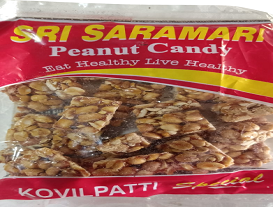 SRI SARAMARI
Peanut Candy
Eat Healthy Live Healthy
KOVIL PATTI Special